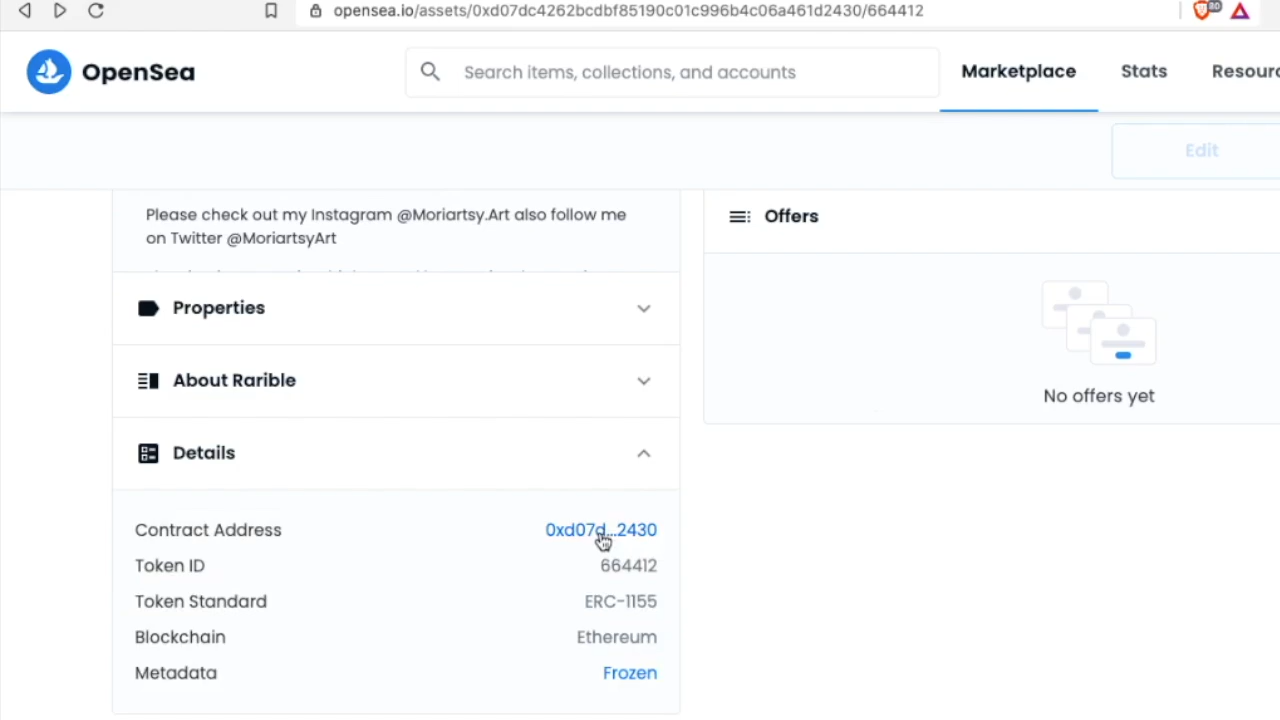 opensea.io/assets/0xd07dc4262bcdbf85190c01c996b4c06a461d2430/664412
OpenSea
Search items, collections, and accounts
Marketplace
Stats
Edit
Please check out my Instagram @Moriartsy.Art also follow me
on Twitter @MoriartsyArt
Properties
About Rarible
Details
Contract Address
0xd07d...2430
Token ID
664412
Token Standard
ERC-1155
Blockchain
Ethereum
Metadata
Frozen
Offers
No offers yet